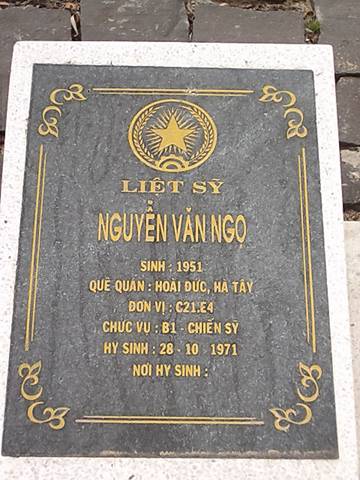 LIỆT SỸ
NGUYỄN VĂN NGỌ
SINH : 1951
QUÊ QUÁN : HOÀI ĐỨC, HÀ TÂY
ĐƠN VỊ : C21.E4
CHỨC VỤ : B1 - CHIẾN SỸ
HY SINH : 28 - 10 - 1971
NƠI HY SINH :